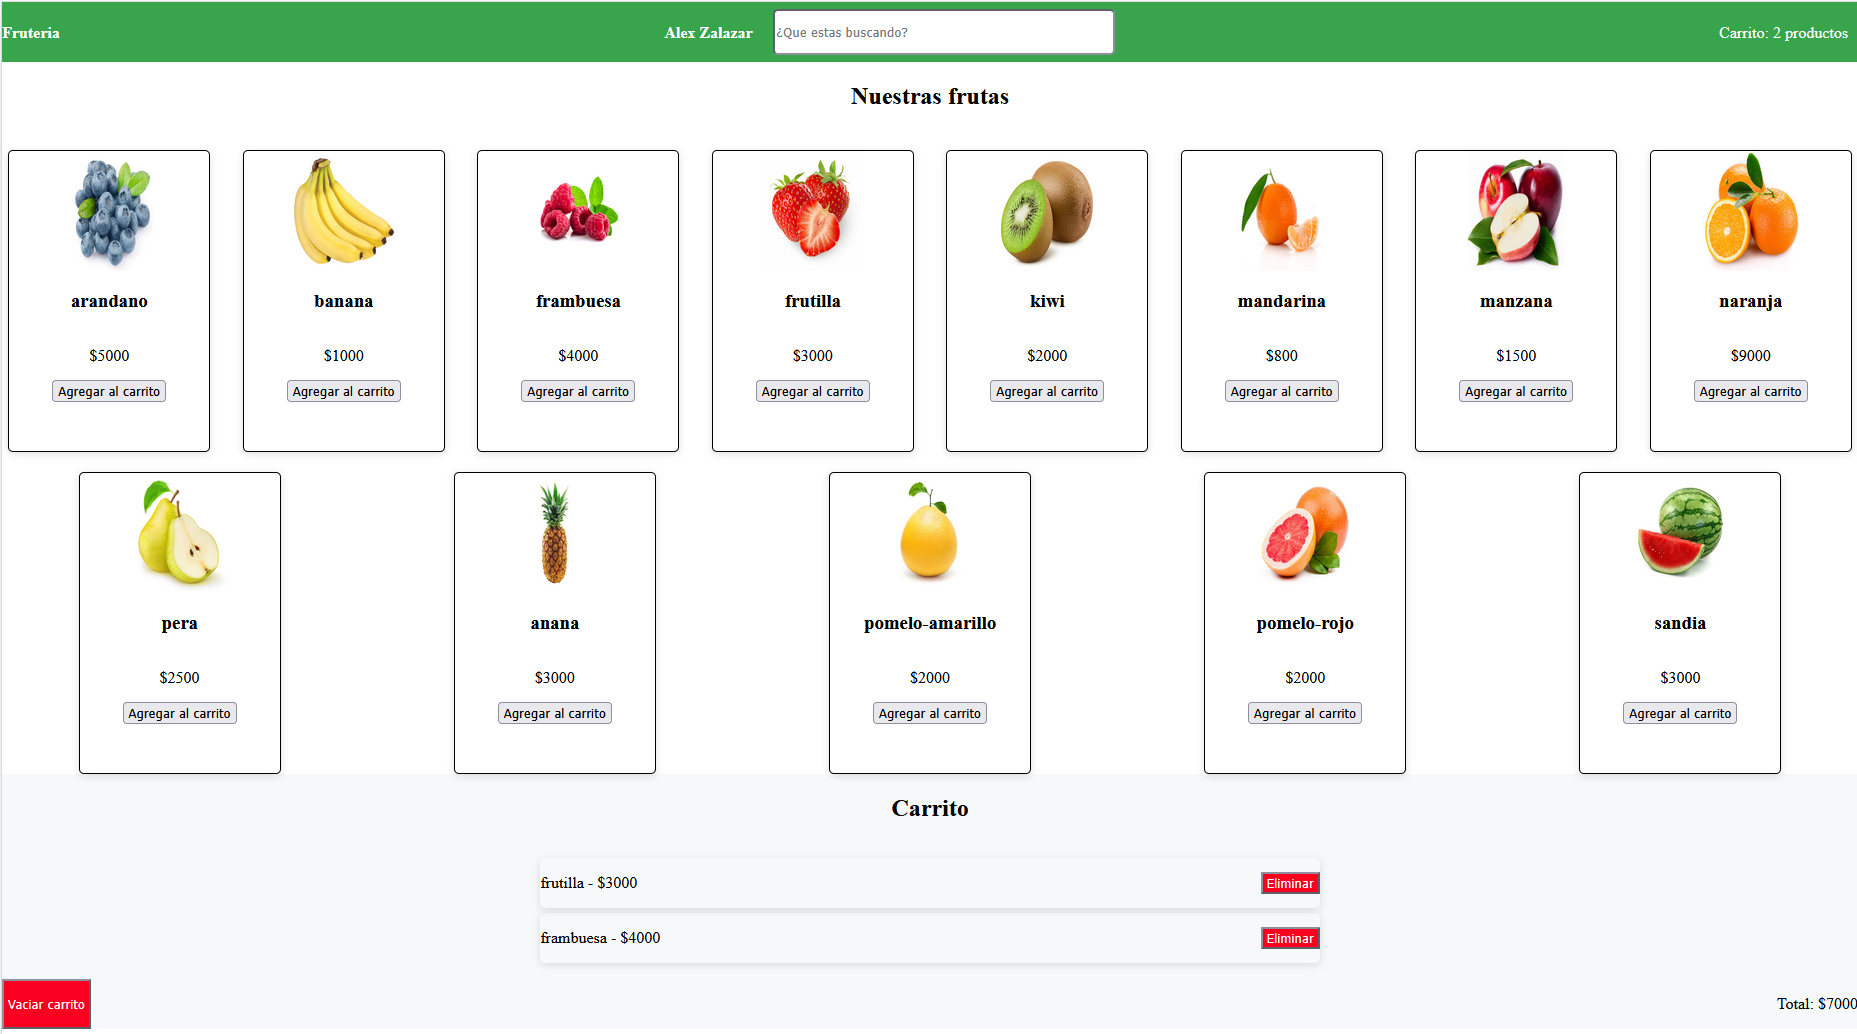 Fruteria Alex Zalazar ¿Que estas buscando? Carrito: 2 productos
Nuestras frutas
arandano banana frambuesa frutilla kiwi mandarina manzana naranja
$5000 $1000 $4000 $3000 $2000 $800 $1500 $9000
Agregar al carrito Agregar al carrito Agregar al carrito Agregar al carrito Agregar al carrito Agregar al carrito Agregar al carrito Agregar al carrito
pera anana pomelo-amarillo pomelo-rojo sandia
$2500 $3000 $2000 $2000 $3000
Agregar al carrito Agregar al carrito Agregar al carrito Agregar al carrito Agregar al carrito
Carrito
frutilla - $3000 Eliminar
frambuesa - $4000 Eliminar
Vaciar carrito Total: $7000